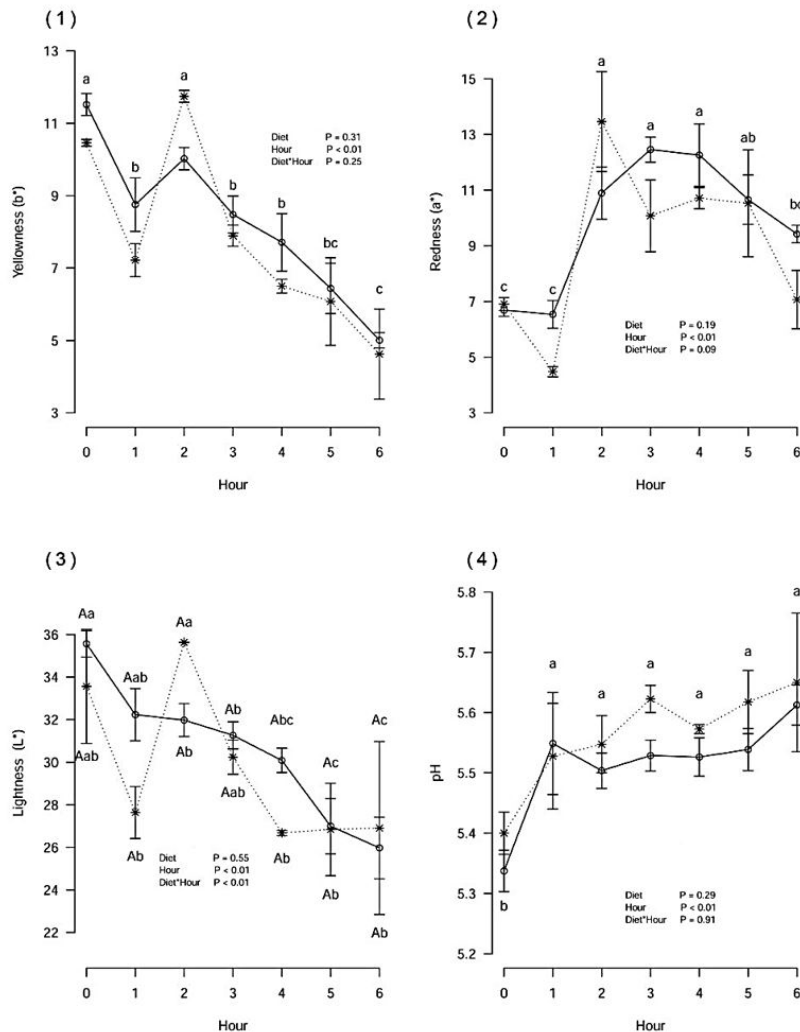 (1)
13
11
9
7
5
3
Yellowness (b*)
a
b
a
b
b
bc
c
Diet P = 0.31
Hour P < 0.01
Diet*Hour P = 0.25
0 1 2 3 4 5 6
Hour
(2)
15
13
11
9
7
5
3
Redness (a*)
c
c
a
a
a
ab
bc
Diet P = 0.19
Hour P < 0.01
Diet*Hour P = 0.09
0 1 2 3 4 5 6
Hour
(3)
36
34
32
30
28
26
24
22
Lightness (L*)
Aa
Aab
Aa
Ab
Abc
Ac
Ac
Aab
Ab
Ab
Aab
Ab
Ab
Ab
Diet P = 0.55
Hour P < 0.01
Diet*Hour P < 0.01
0 1 2 3 4 5 6
Hour
(4)
5.8
5.7
5.6
5.5
5.4
5.3
5.2
pH
b
a
a
a
a
a
a
Diet P = 0.29
Hour P < 0.01
Diet*Hour P = 0.91
0 1 2 3 4 5 6
Hour